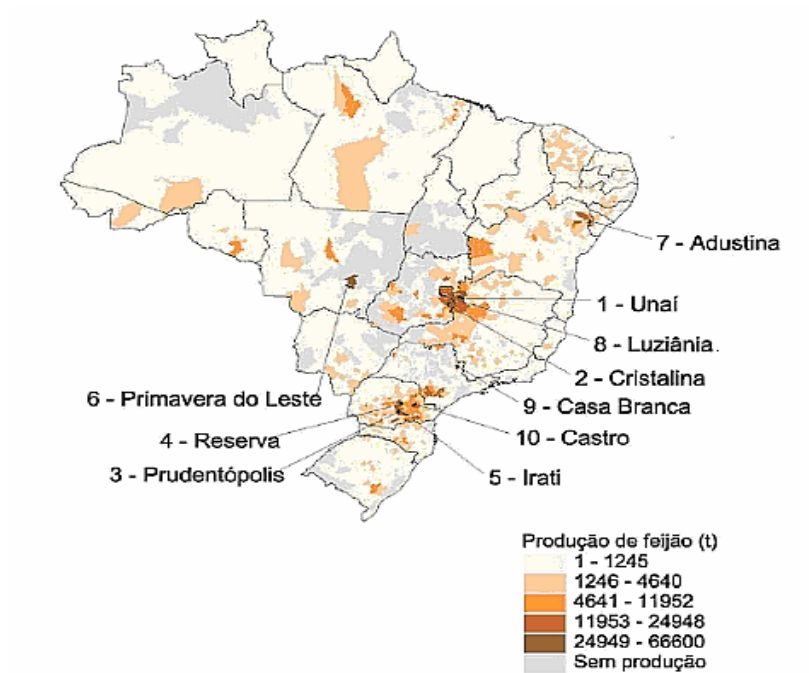 7 - Adustina
1 - Unaí
8 - Luziânia.
2 - Cristalina
6 - Primavera do Leste
9 - Casa Branca
4 - Reserva
10 - Castro
3 - Prudentópolis
5 - Irati
Produção de feijão (t)
1 - 1245
1246 - 4640
4641 - 11952
11953 - 24948
24949 - 66600
Sem produção